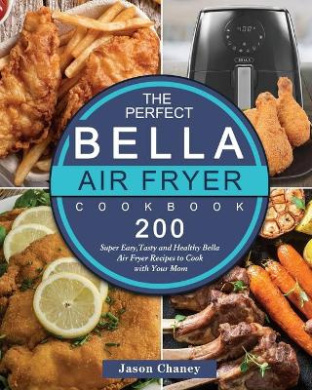 THE
PERFECT
BELLA
AIR FRYER
COOKBOOK
200
Super Easy,Tasty and Healthy Bella
Air Fryer Recipes to Cook
with Your Mom
Jason Chaney